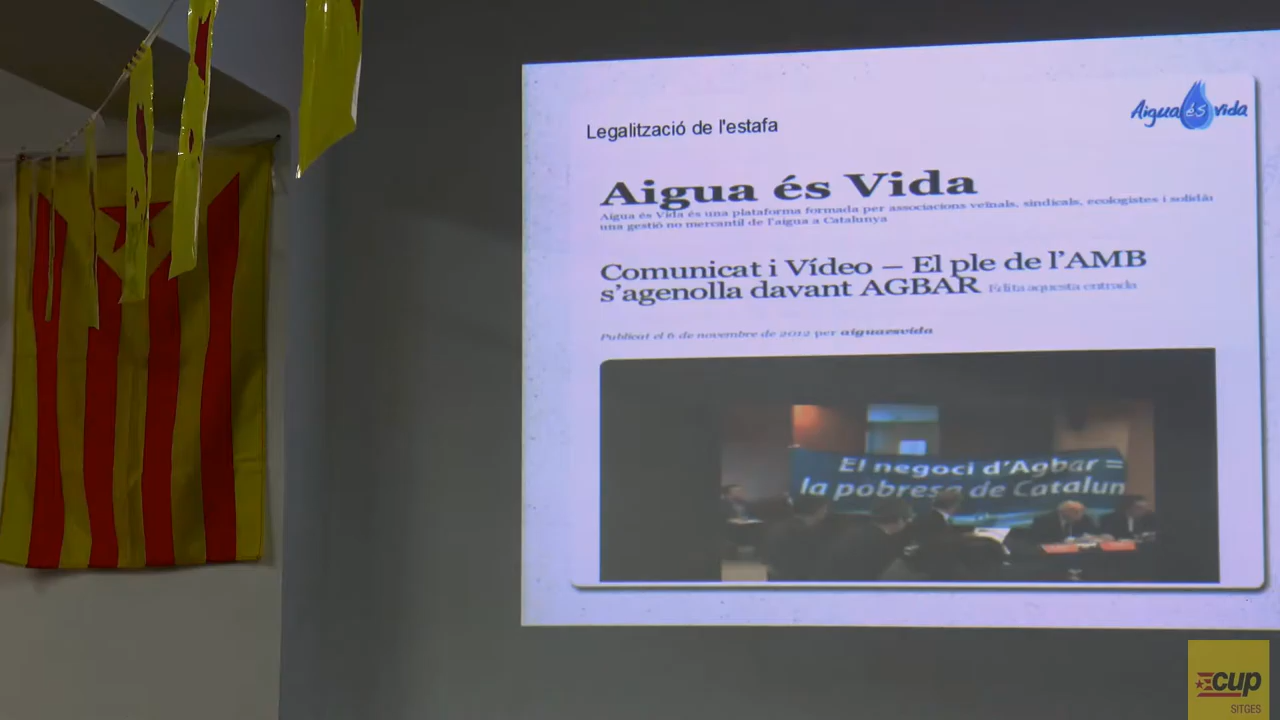 Legalització de l'estafa
Aigua és vida
Aigua és Vida
Aigua és Vida és una plataforma formada per associacions veïnals, sindicals, ecologistes i
una gestió no mercantil de l'aigua a Catalunya
Comunicat i Vídeo – El ple de l'AMB
s'agenolla davant AGBAR Edita aquesta entrada
Publicat el 6 de novembre de 2012 per aiguaesvida
El negoci d'Agbar =
la pobresa de Catalun
cup
SITGES